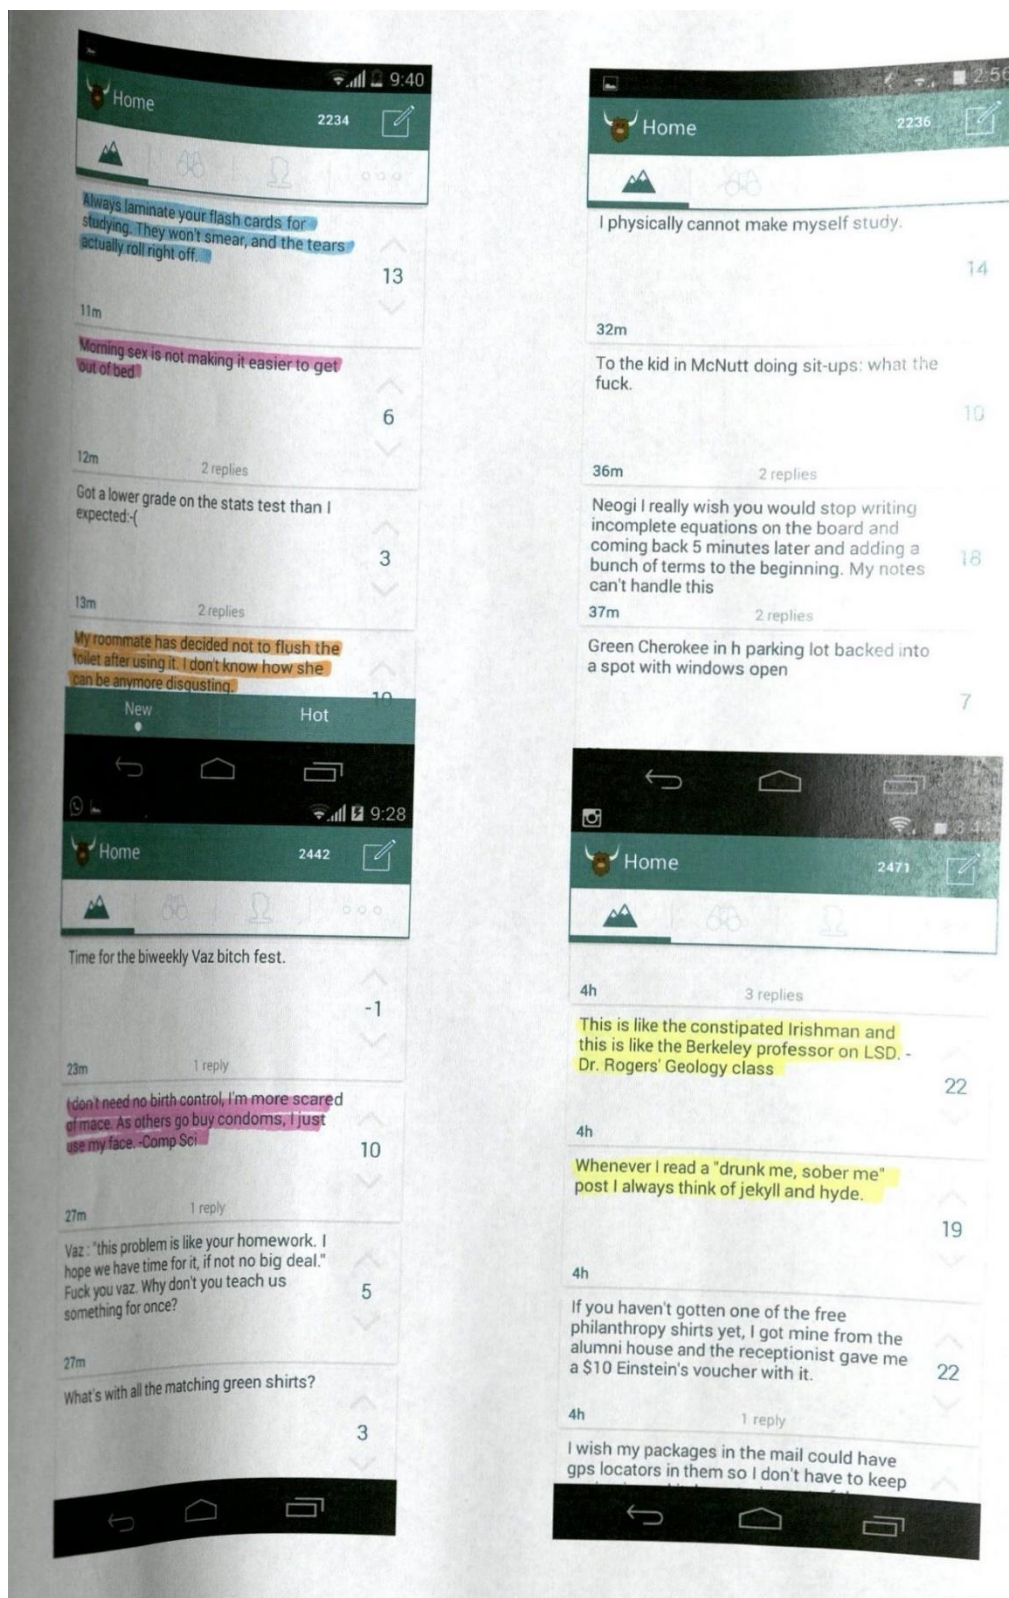 9:40
Home
2234
Always laminate your flash cards for
studying. They won't smear, and the tears
actually roll right off.
13
11m
Morning sex is not making it easier to get
out of bed
6
12m
2 replies
Got a lower grade on the stats test than I
expected:-(
3
13m
2 replies
My roommate has decided not to flush the
toilet after using it. I don't know how she
can be anymore disgusting.
10
New
Hot
9:28
Home
2442
Time for the biweekly Vaz bitch fest.
-1
23m
1 reply
I don't need no birth control, I'm more scared
of mace. As others go buy condoms, I just
use my face. -Comp Sci
10
27m
1 reply
Vaz : "this problem is like your homework. I
hope we have time for it, if not no big deal."
Fuck you vaz. Why don't you teach us
something for once?
5
27m
What's with all the matching green shirts?
3
2:56
Home
2236
I physically cannot make myself study.
14
32m
To the kid in McNutt doing sit-ups: what the
fuck.
10
36m
2 replies
Neogi I really wish you would stop writing
incomplete equations on the board and
coming back 5 minutes later and adding a
bunch of terms to the beginning. My notes
can't handle this
18
37m
2 replies
Green Cherokee in h parking lot backed into
a spot with windows open
7
Home
2471
4h
3 replies
This is like the constipated Irishman and
this is like the Berkeley professor on LSD. -
Dr. Rogers' Geology class
22
4h
Whenever I read a "drunk me, sober me"
post I always think of jekyll and hyde.
19
4h
If you haven't gotten one of the free
philanthropy shirts yet, I got mine from the
alumni house and the receptionist gave me
a $10 Einstein's voucher with it.
22
4h
1 reply
I wish my packages in the mail could have
gps locators in them so I don't have to keep